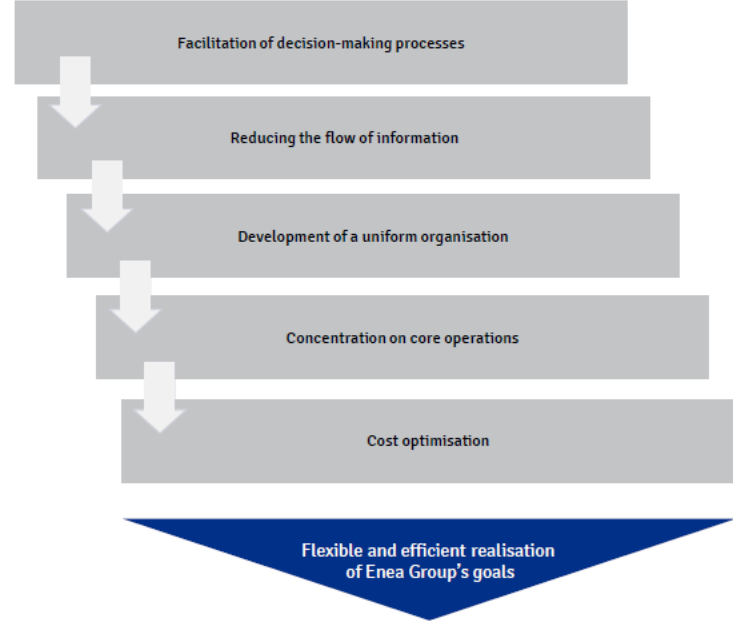 Facilitation of decision-making processes
Reducing the flow of information
Development of a uniform organisation
Concentration on core operations
Cost optimisation
Flexible and efficient realisation
of Enea Group's goals